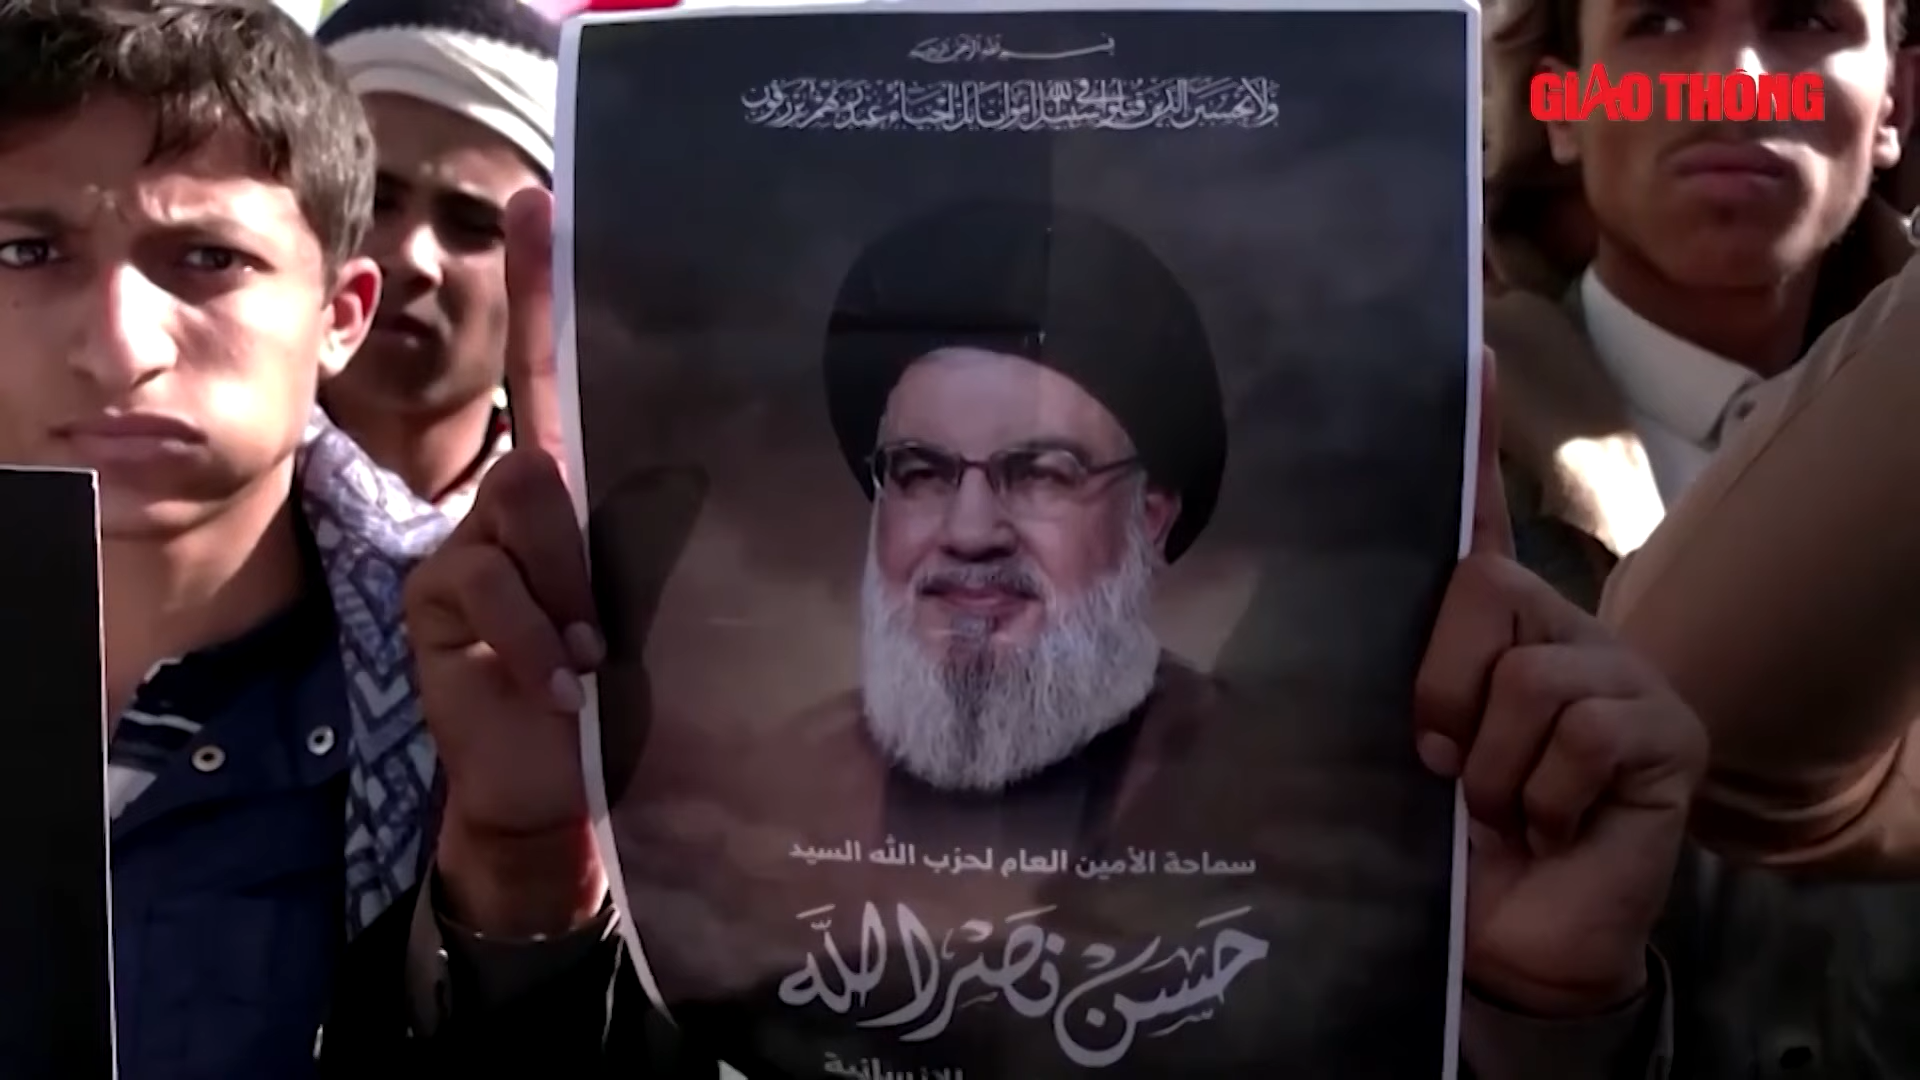 بسم الله الرحمن الرحيم
ولا تحسبن الذين قتلوا في سبيل الله أمواتا بل أحياء عند ربهم يرزقون
GIAO THÔNG
سماحة الأمين العام لحزب الله السيد
حسن نصر الله
للإنسانية